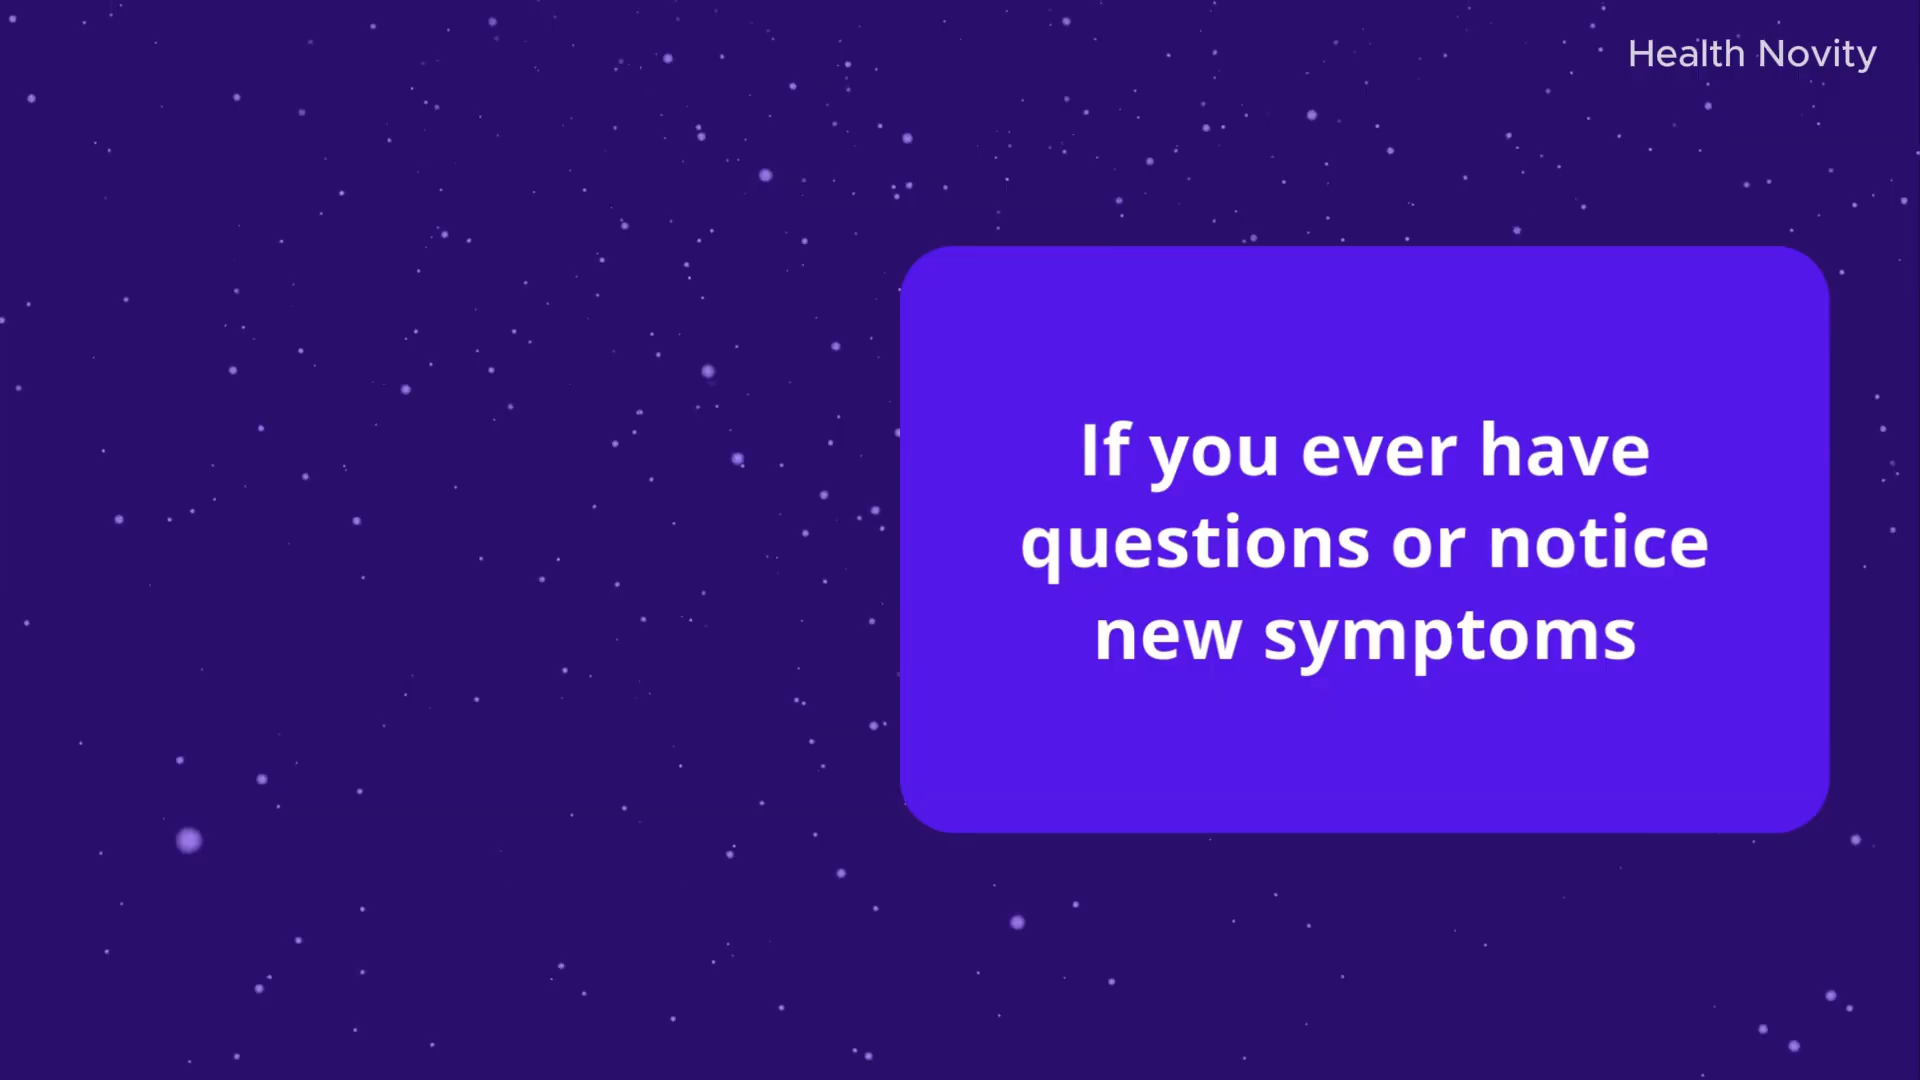 Health Novity
If you ever have
questions or notice
new symptoms